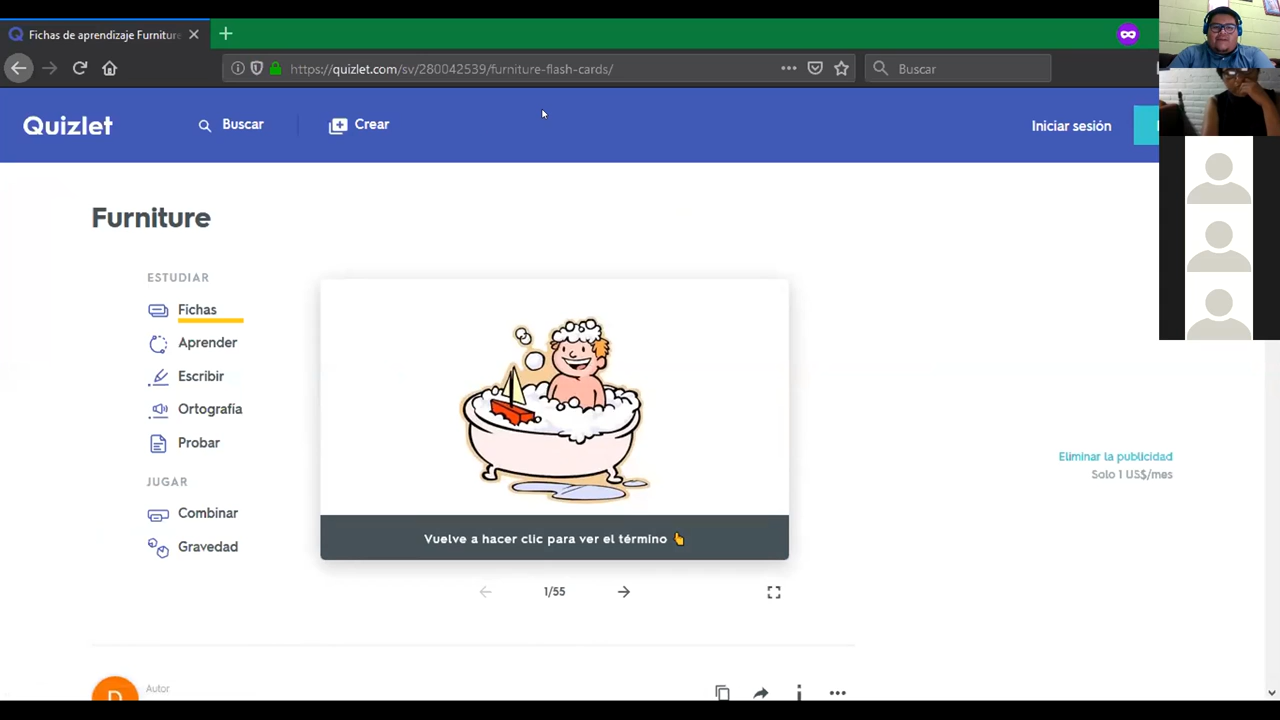 Fichas de aprendizaje Furniture
https://quizlet.com/sv/280042539/furniture-flash-cards/
Buscar
Quizlet
Buscar
Crear
Iniciar sesión
Furniture
ESTUDIAR
Fichas
Aprender
Escribir
Ortografía
Probar
JUGAR
Combinar
Gravedad
Vuelve a hacer clic para ver el término
1/55
Eliminar la publicidad
Solo 1 US$/mes
D
Autor